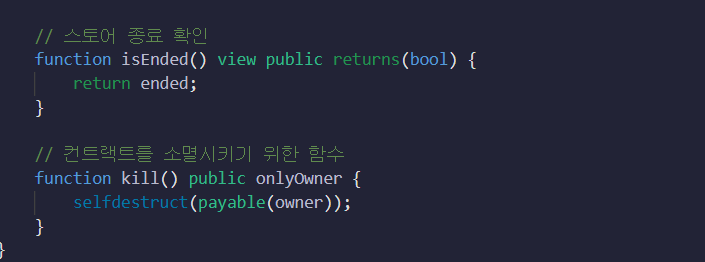 // 스토어 종료 확인
function isEnded() view public returns(bool) {
return ended;
}
// 컨트랙트를 소멸시키기 위한 함수
function kill() public onlyOwner {
selfdestruct(payable(owner));
}
}